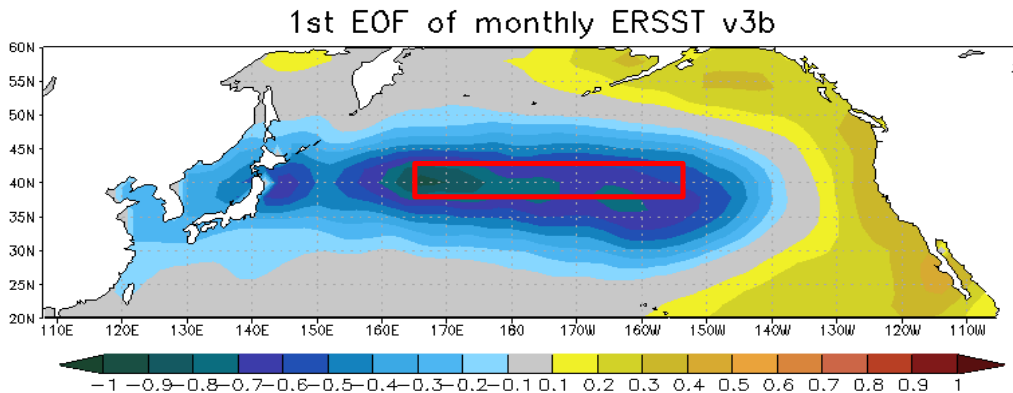 1st EOF of monthly ERSST v3b
60N
55N
50N
45N
40N
35N
30N
25N
20N
110E 120E 130E 140E 150E 160E 170E 180 170W 160W 150W 140W 130W 120W 110W
-1 -0.9 -0.8 -0.7 -0.6 -0.5 -0.4 -0.3 -0.2 -0.1 0.1 0.2 0.3 0.4 0.5 0.6 0.7 0.8 0.9 1